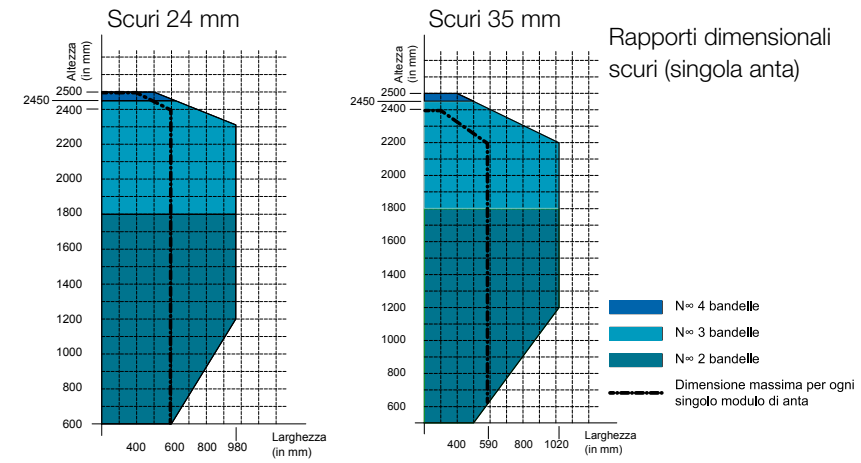 Scuri 24 mm
Altezza
(in mm)
2500
2450
2400
2200
2000
1800
1600
1400
1200
1000
800
600
400
600
800
980
Larghezza
(in mm)
Scuri 35 mm
Altezza
(in mm)
2500
2450
2400
2200
2000
1800
1600
1400
1200
1000
800
600
400
590
800
1020
Larghezza
(in mm)
Rapporti dimensionali
scuri (singola anta)
N∞ 4 bandelle
N∞ 3 bandelle
N∞ 2 bandelle
Dimensione massima per ogni
singolo modulo di anta